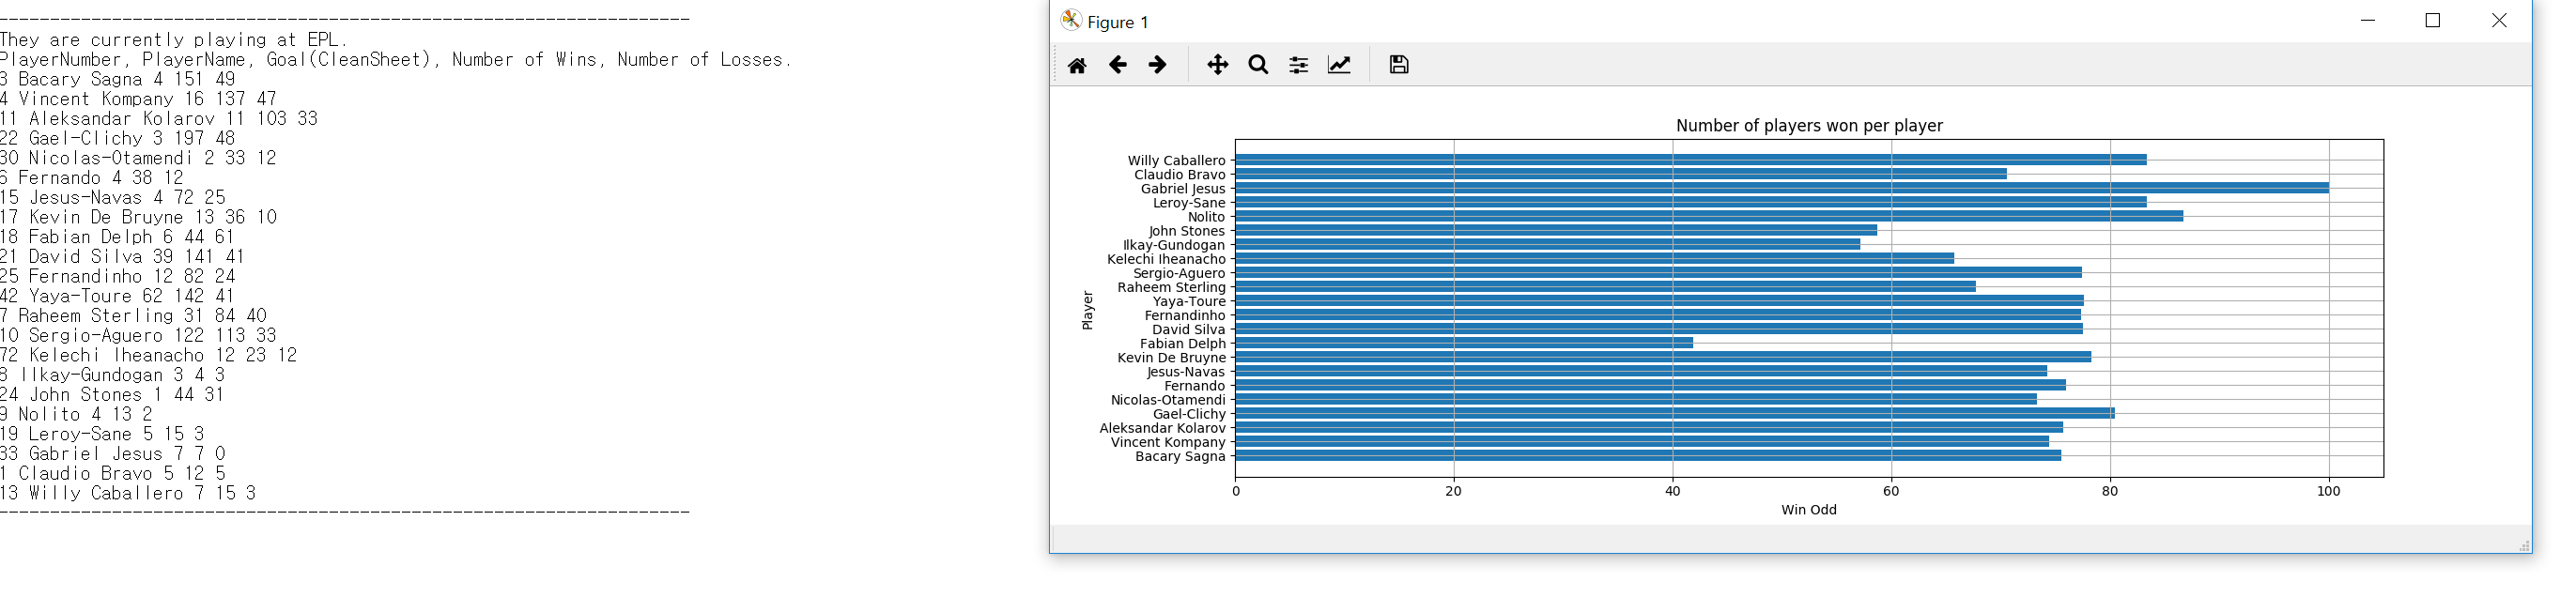 --------------------------------------------------------------------
They are currently playing at EPL.
PlayerNumber, PlayerName, Goal(CleanSheet), Number of Wins, Number of Losses.
3 Bacary Sagna 4 151 49
4 Vincent Kompany 16 137 47
11 Aleksandar Kolarov 11 103 33
22 Gael-Clichy 3 197 48
30 Nicolas-Otamendi 2 33 12
6 Fernando 4 38 12
15 Jesus-Navas 4 72 25
17 Kevin De Bruyne 13 36 10
18 Fabian Delph 6 44 61
21 David Silva 39 141 41
25 Fernandinho 12 82 24
42 Yaya-Toure 62 142 41
7 Raheem Sterling 31 84 40
10 Sergio-Aguero 122 113 33
72 Kelechi Iheanacho 12 23 12
8 Ilkay-Gundogan 3 4 3
24 John Stones 1 44 31
9 Nolito 4 13 2
19 Leroy-Sane 5 15 3
33 Gabriel Jesus 7 7 0
1 Claudio Bravo 5 12 5
13 Willy Caballero 7 15 3
--------------------------------------------------------------------
Figure 1
Number of players won per player
Player
Willy Caballero
Claudio Bravo
Gabriel Jesus
Leroy-Sane
Nolito
John Stones
Ilkay-Gundogan
Kelechi Iheanacho
Sergio-Aguero
Raheem Sterling
Yaya-Toure
Fernandinho
David Silva
Fabian Delph
Kevin De Bruyne
Jesus-Navas
Fernando
Nicolas-Otamendi
Gael-Clichy
Aleksandar Kolarov
Vincent Kompany
Bacary Sagna
0 20 40 60 80 100
Win Odd